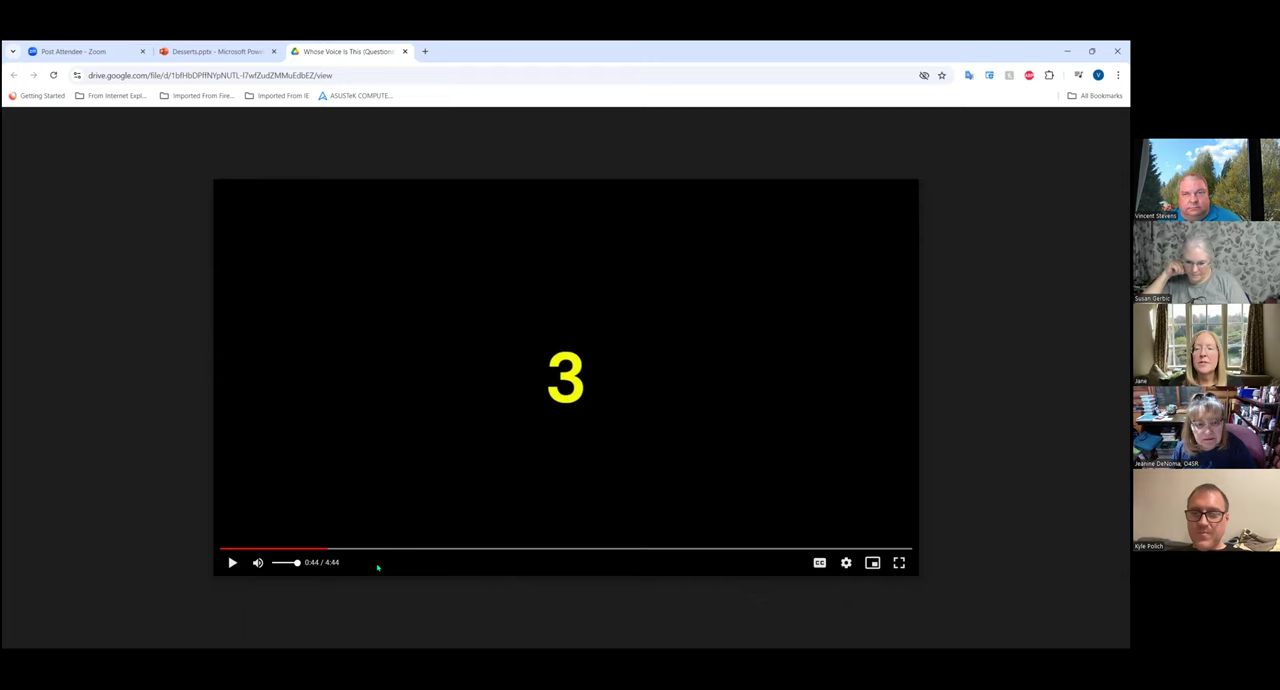 Post Attendee - Zoom
Desserts.pptx - Microsoft Pow
Whose Voice Is This (Question
drive.google.com/file/d/1bfHbDPffNYpNUTL-l7wfZudZMMuEdbEZ/view
Getting Started
From Internet Expl...
Imported From Fire...
Imported From IE
ASUSTeK COMPUTE...
All Bookmarks
3
0:44 / 4:44
CC
Vincent Stevens
Susan Gerbic
Jane
Jeanine DeNoma, O4SR
Kyle Polich